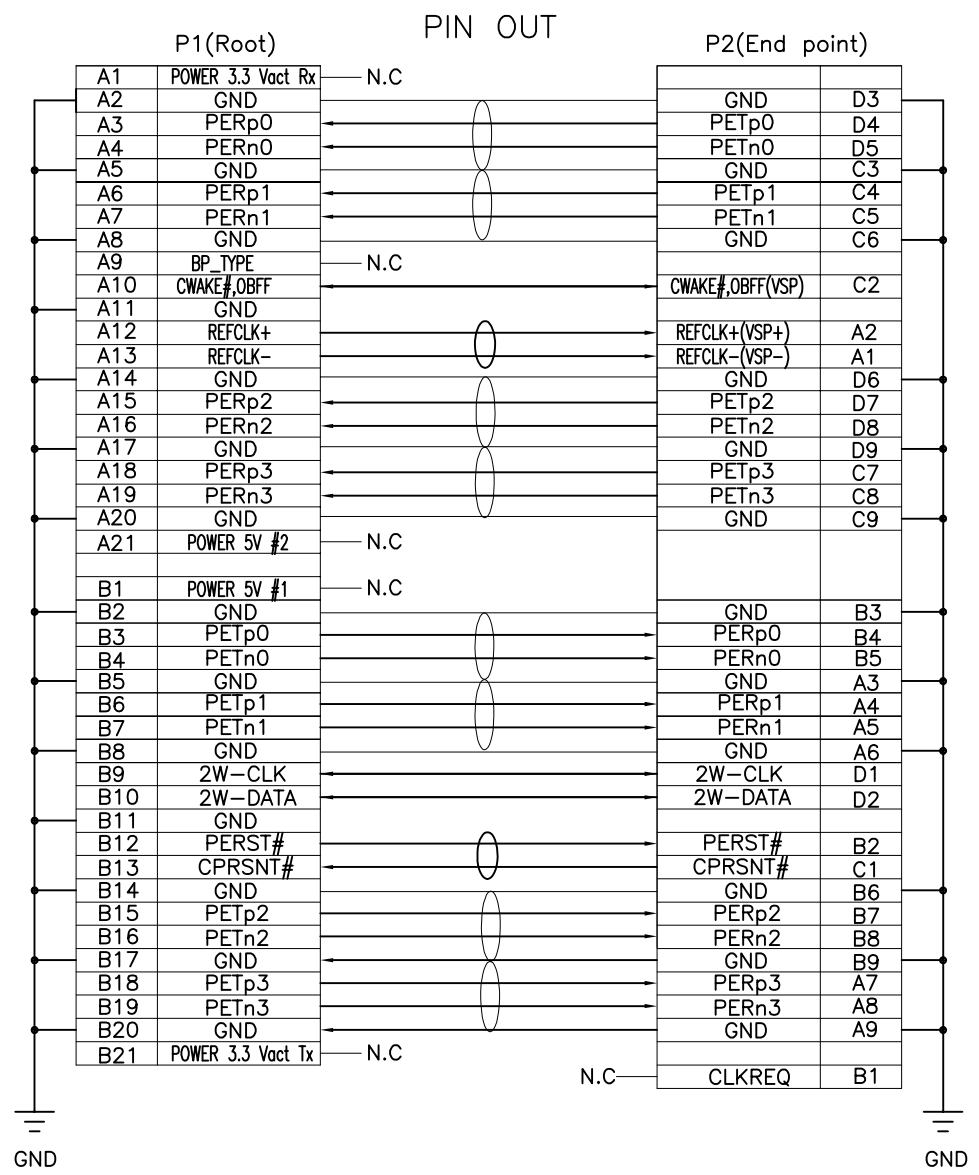 PIN OUT
P1(Root) P2(End point)
A1 POWER 3.3 Vact Rx N.C
A2 GND GND D3
A3 PERp0 PETp0 D4
A4 PERn0 PETn0 D5
A5 GND GND C3
A6 PERp1 PETp1 C4
A7 PERn1 PETn1 C5
A8 GND GND C6
A9 BP_TYPE N.C
A10 CWAKE#,OBFF CWAKE#,OBFF(VSP) C2
A11 GND
A12 REFCLK+ REFCLK+(VSP+) A2
A13 REFCLK- REFCLK-(VSP-) A1
A14 GND GND D6
A15 PERp2 PETp2 D7
A16 PERn2 PETn2 D8
A17 GND GND D9
A18 PERp3 PETp3 C7
A19 PERn3 PETn3 C8
A20 GND GND C9
A21 POWER 5V #2 N.C
B1 POWER 5V #1 N.C
B2 GND GND B3
B3 PETp0 PERp0 B4
B4 PETn0 PERn0 B5
B5 GND GND A3
B6 PETp1 PERp1 A4
B7 PETn1 PERn1 A5
B8 GND GND A6
B9 2W-CLK 2W-CLK D1
B10 2W-DATA 2W-DATA D2
B11 GND
B12 PERST# PERST# B2
B13 CPRSNT# CPRSNT# C1
B14 GND GND B6
B15 PETp2 PERp2 B7
B16 PETn2 PERn2 B8
B17 GND GND B9
B18 PETp3 PERp3 A7
B19 PETn3 PERn3 A8
B20 GND GND A9
B21 POWER 3.3 Vact Tx N.C
N.C CLKREQ B1
GND GND